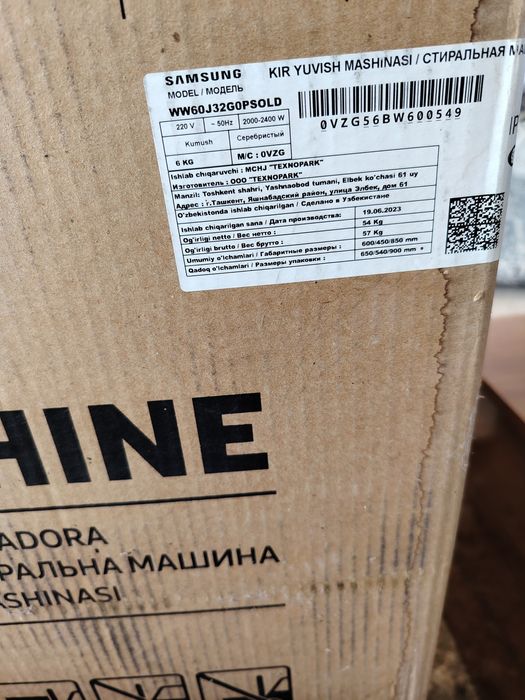 SAMSUNG
KIR YUVISH MASHiNASI / СТИРАЛЬНАЯ
MODEL / МОДЕЛЬ
WW60J32G0PSOLD
220 V ~ 50Hz 2000-2400 W
0VZG56BW600549
Kumush Серебристый
6 KG M/C : 0VZG
Ishlab chiqaruvchi : MCHJ "TEXNOPARK"
Изготовитель : ООО "TEXNOPARK"
Manzil: Toshkent shahri, Yashnaobod tumani, Elbek ko'chasi 61 uy
Адрес : г.Ташкент, Яшнабадский район, улица Элбек, дом 61
O'zbekistonda ishlab chiqarilgan / Сделано в Узбекистане
Ishlab chiqarilgan sana / Дата производства: 19.06.2023
Og'irligi netto / Вес нетто : 54 Kg
Og'irligi brutto / Вес брутто : 57 Kg
Umumiy o'lchamlari / Габаритные размеры : 600/450/850 mm
Qadoq o'lchamlari / Размеры упаковки : 650/540/900 mm
HINE
ADORA
РАЛЬНА МАШИНА
ASHINASI